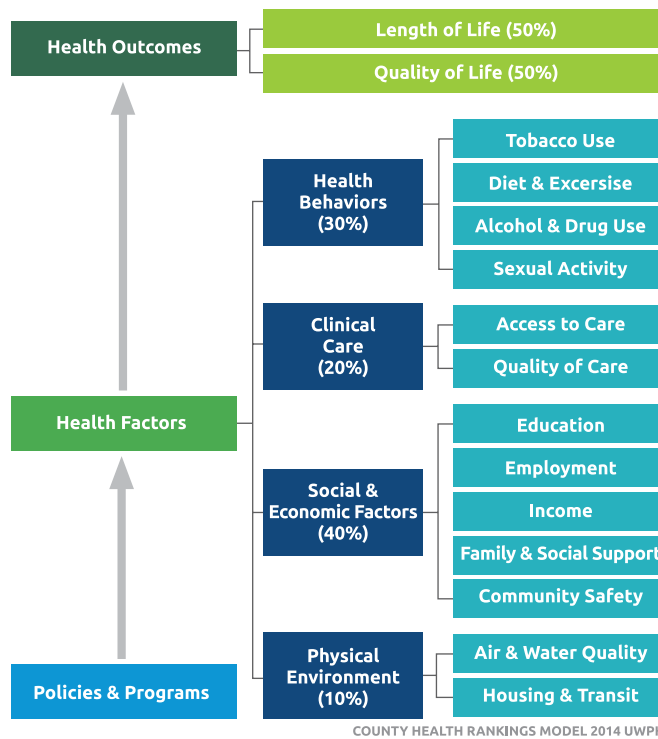 Health Outcomes
Length of Life (50%)
Quality of Life (50%)
Health
Behaviors
(30%)
Tobacco Use
Diet & Excersise
Alcohol & Drug Use
Sexual Activity
Clinical
Care
(20%)
Access to Care
Quality of Care
Health Factors
Social &
Economic Factors
(40%)
Education
Employment
Income
Family & Social Support
Community Safety
Physical
Environment
(10%)
Air & Water Quality
Housing & Transit
Policies & Programs
COUNTY HEALTH RANKINGS MODEL 2014 UWPI